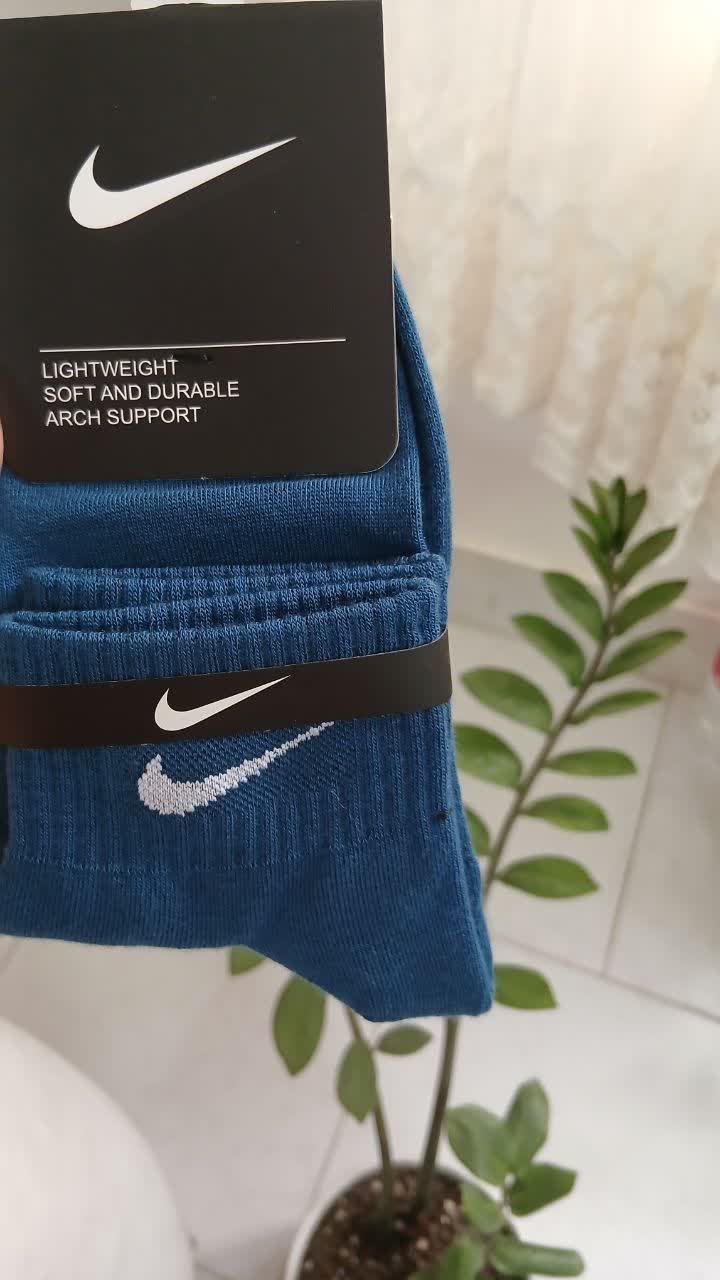 LIGHTWEIGHT
SOFT AND DURABLE
ARCH SUPPORT